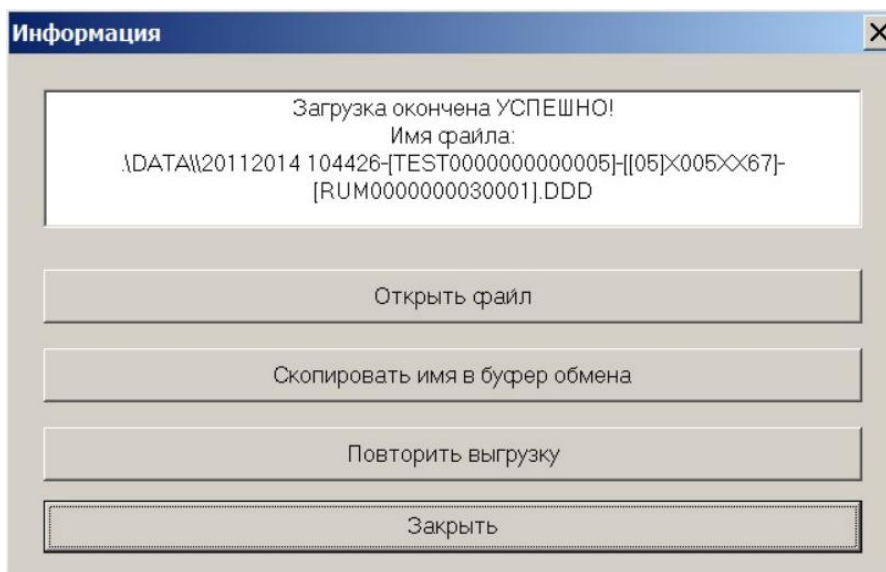 Информация
Загрузка окончена УСПЕШНО!
Имя файла:
.\DATA\\20112014 104426-[TEST0000000000005]-[[05]X005XX67]-
[RUM0000000030001].DDD
Открыть файл
Скопировать имя в буфер обмена
Повторить выгрузку
Закрыть